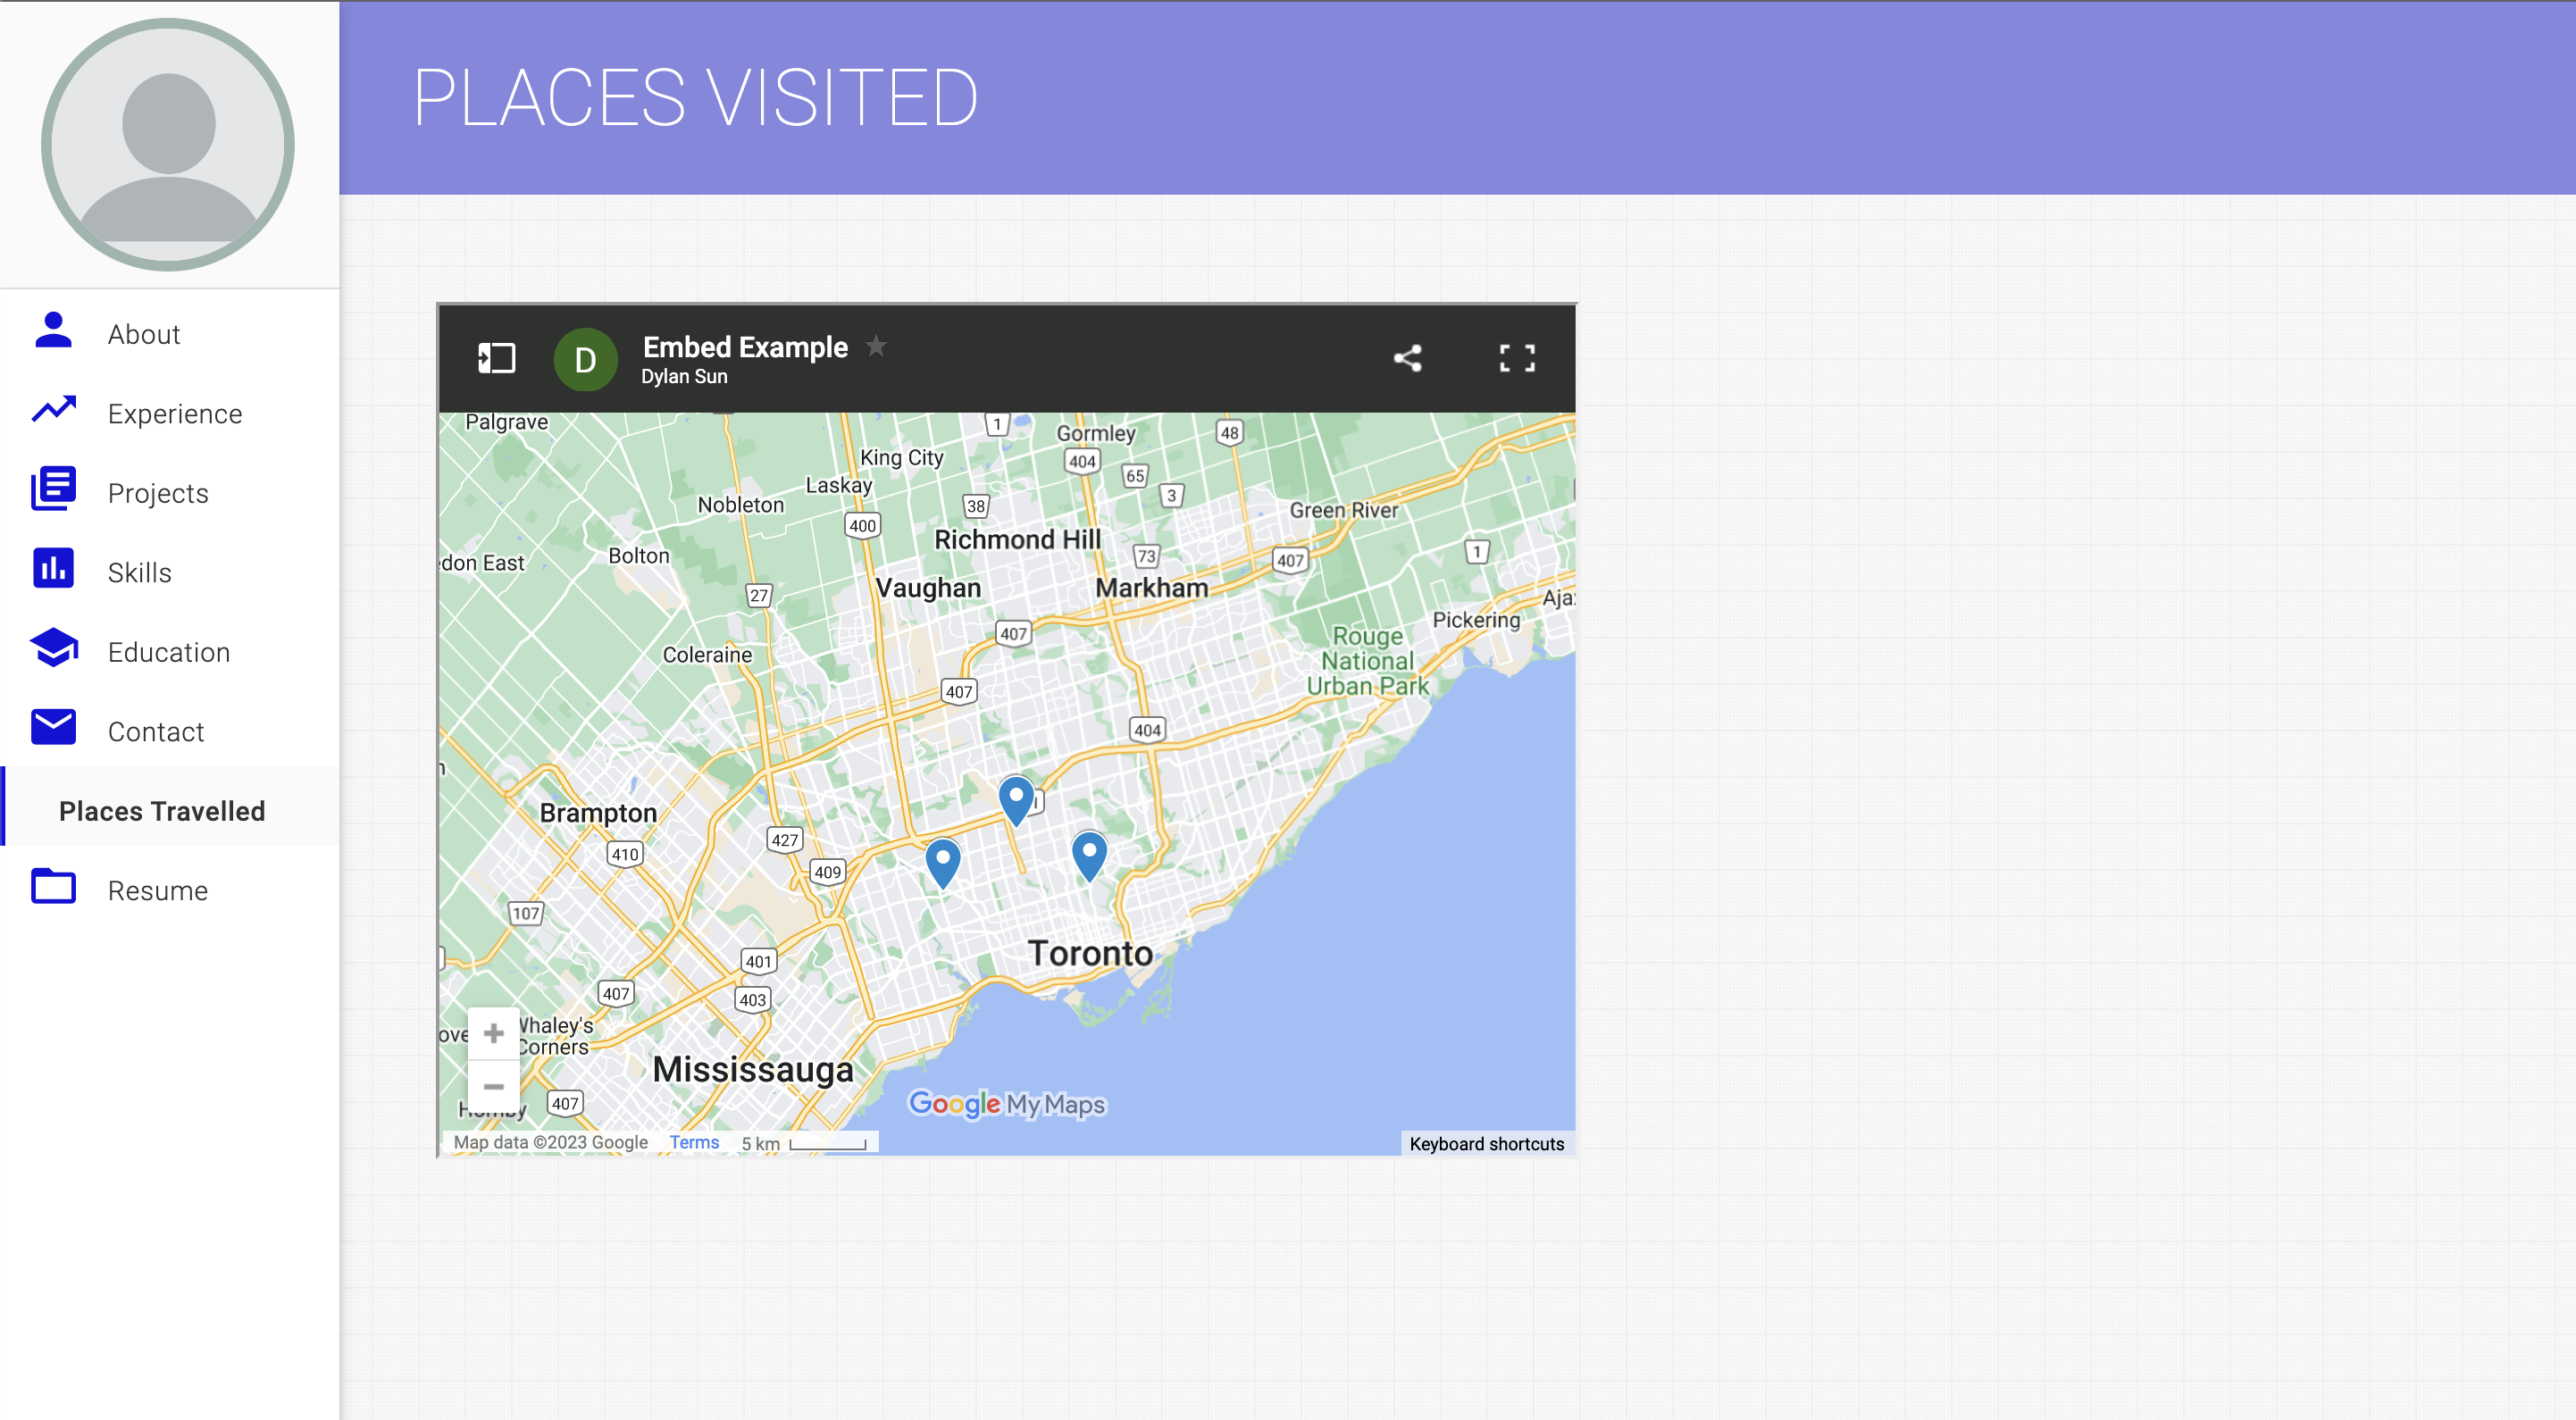 PLACES VISITED
About
Experience
Projects
Skills
Education
Contact
Places Travelled
Resume
D
Embed Example
Dylan Sun
Palgrave
1
Gormley
48
King City
404
65
Laskay
3
Nobleton
38
Green River
400
Richmond Hill
Bolton
73
1
407
don East
Vaughan
Markham
27
Aja
Pickering
407
Rouge
National
Urban Park
Coleraine
407
404
Brampton
427
410
409
107
Toronto
401
407
403
Whaley's
Corners
ove
Mississauga
407
Google My Maps
Map data ©2023 Google
Terms
5 km
Keyboard shortcuts